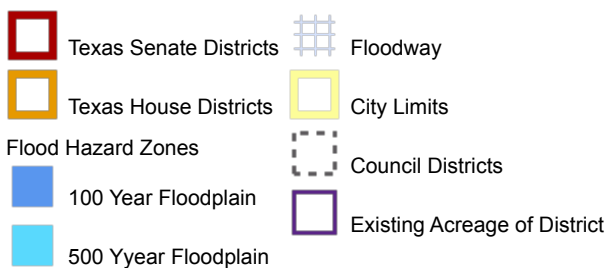 Texas Senate Districts
Texas House Districts
Flood Hazard Zones
100 Year Floodplain
500 Yyear Floodplain
Floodway
City Limits
Council Districts
Existing Acreage of District